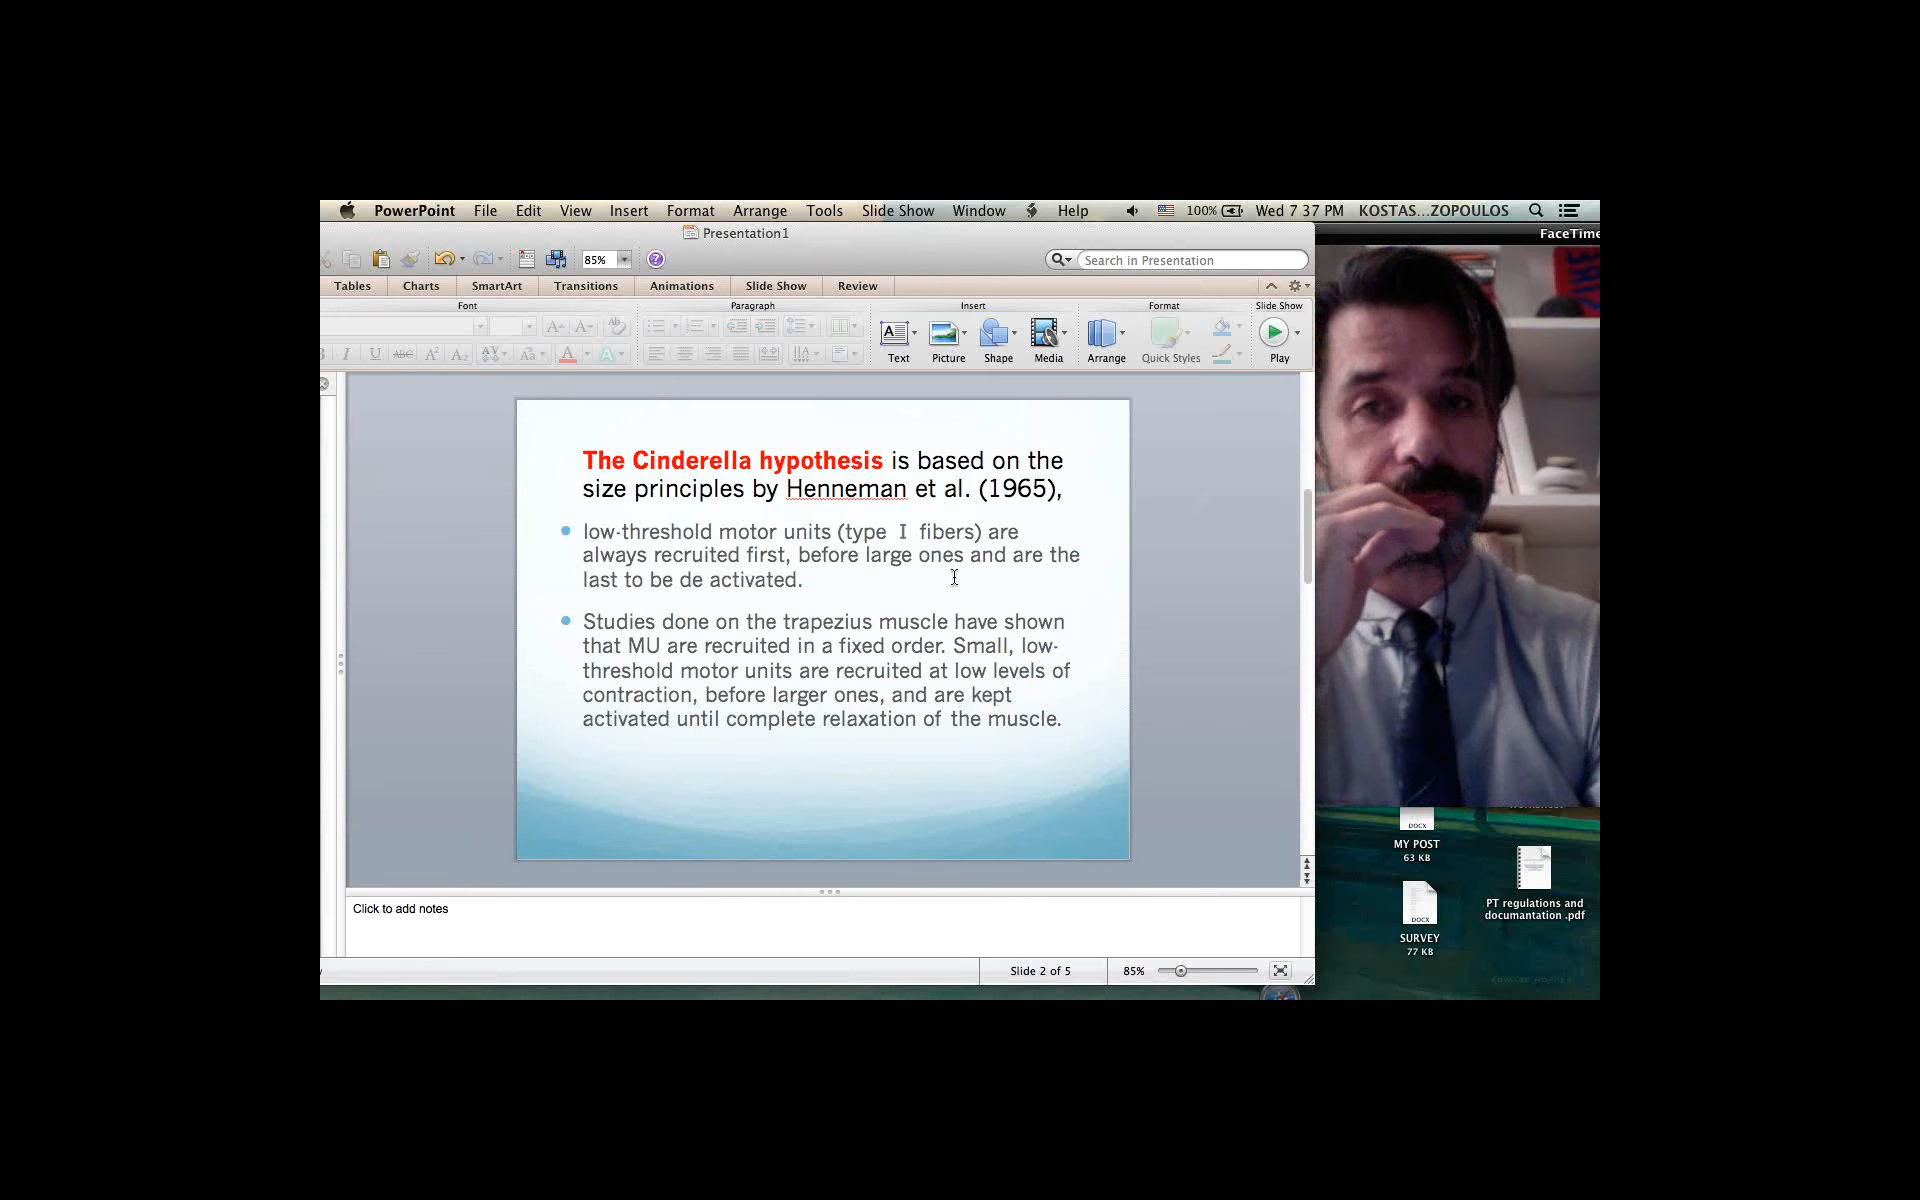 PowerPoint File Edit View Insert Format Arrange Tools Slide Show Window Help 100% Wed 7 37 PM KOSTAS...ZOPOULOS
Presentation1
FaceTime
85% Search in Presentation
Tables Charts SmartArt Transitions Animations Slide Show Review
Font Paragraph Insert Format Slide Show
Text Picture Shape Media Arrange Quick Styles Play
The Cinderella hypothesis is based on the
size principles by Henneman et al. (1965),
low-threshold motor units (type I fibers) are
always recruited first, before large ones and are the
last to be de activated.
Studies done on the trapezius muscle have shown
that MU are recruited in a fixed order. Small, low-
threshold motor units are recruited at low levels of
contraction, before larger ones, and are kept
activated until complete relaxation of the muscle.
Click to add notes
Slide 2 of 5 85%
DOCX
MY POST
63 KB
DOCX
SURVEY
77 KB
PT regulations and
documantation .pdf